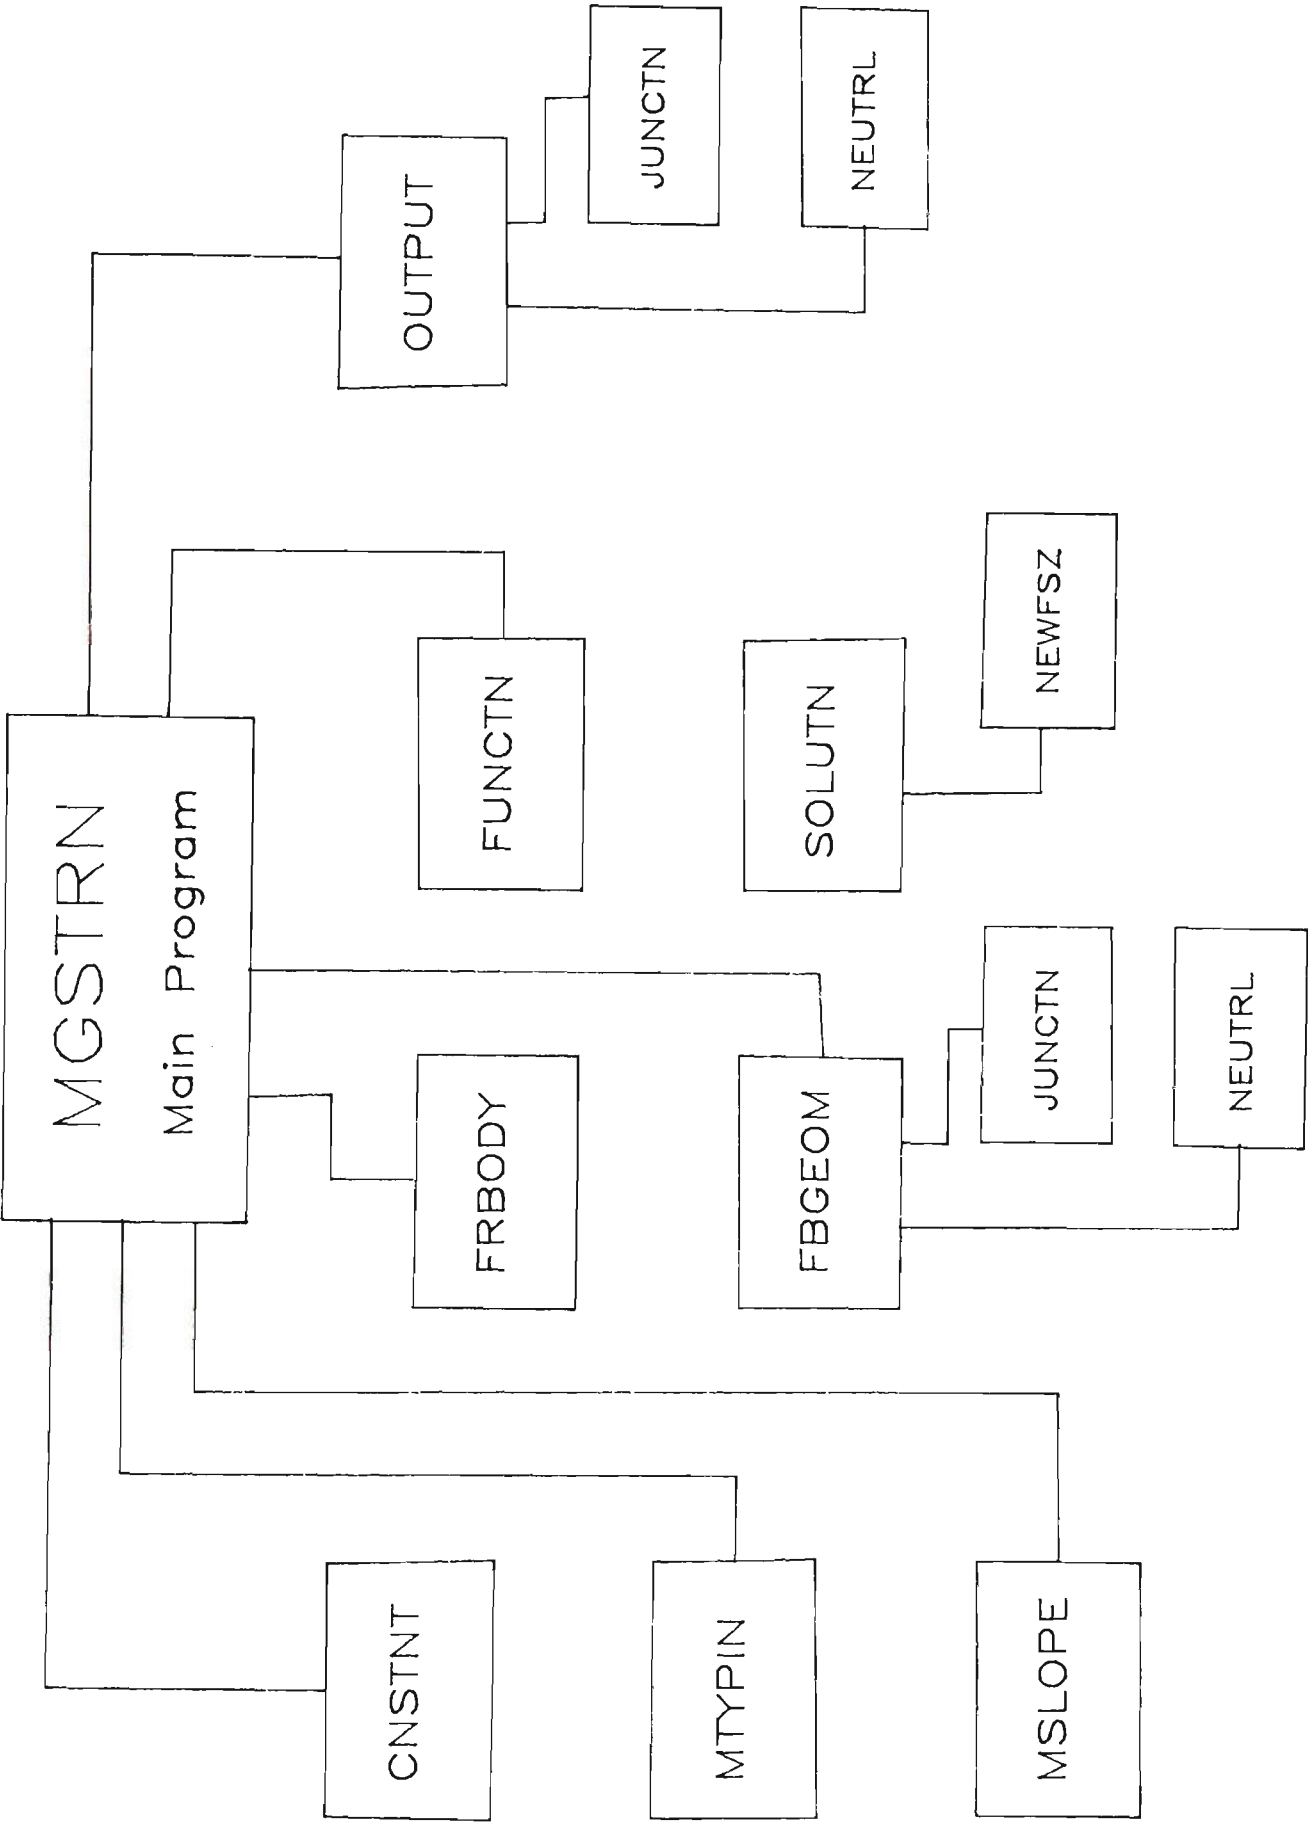 MGSTRN
Main Program
CNSTNT
MTYPIN
MSLOPE
FRBODY
FBGEOM
JUNCTN
NEUTRL
FUNCTN
SOLUTN
NEWFSZ
OUTPUT
JUNCTN
NEUTRL